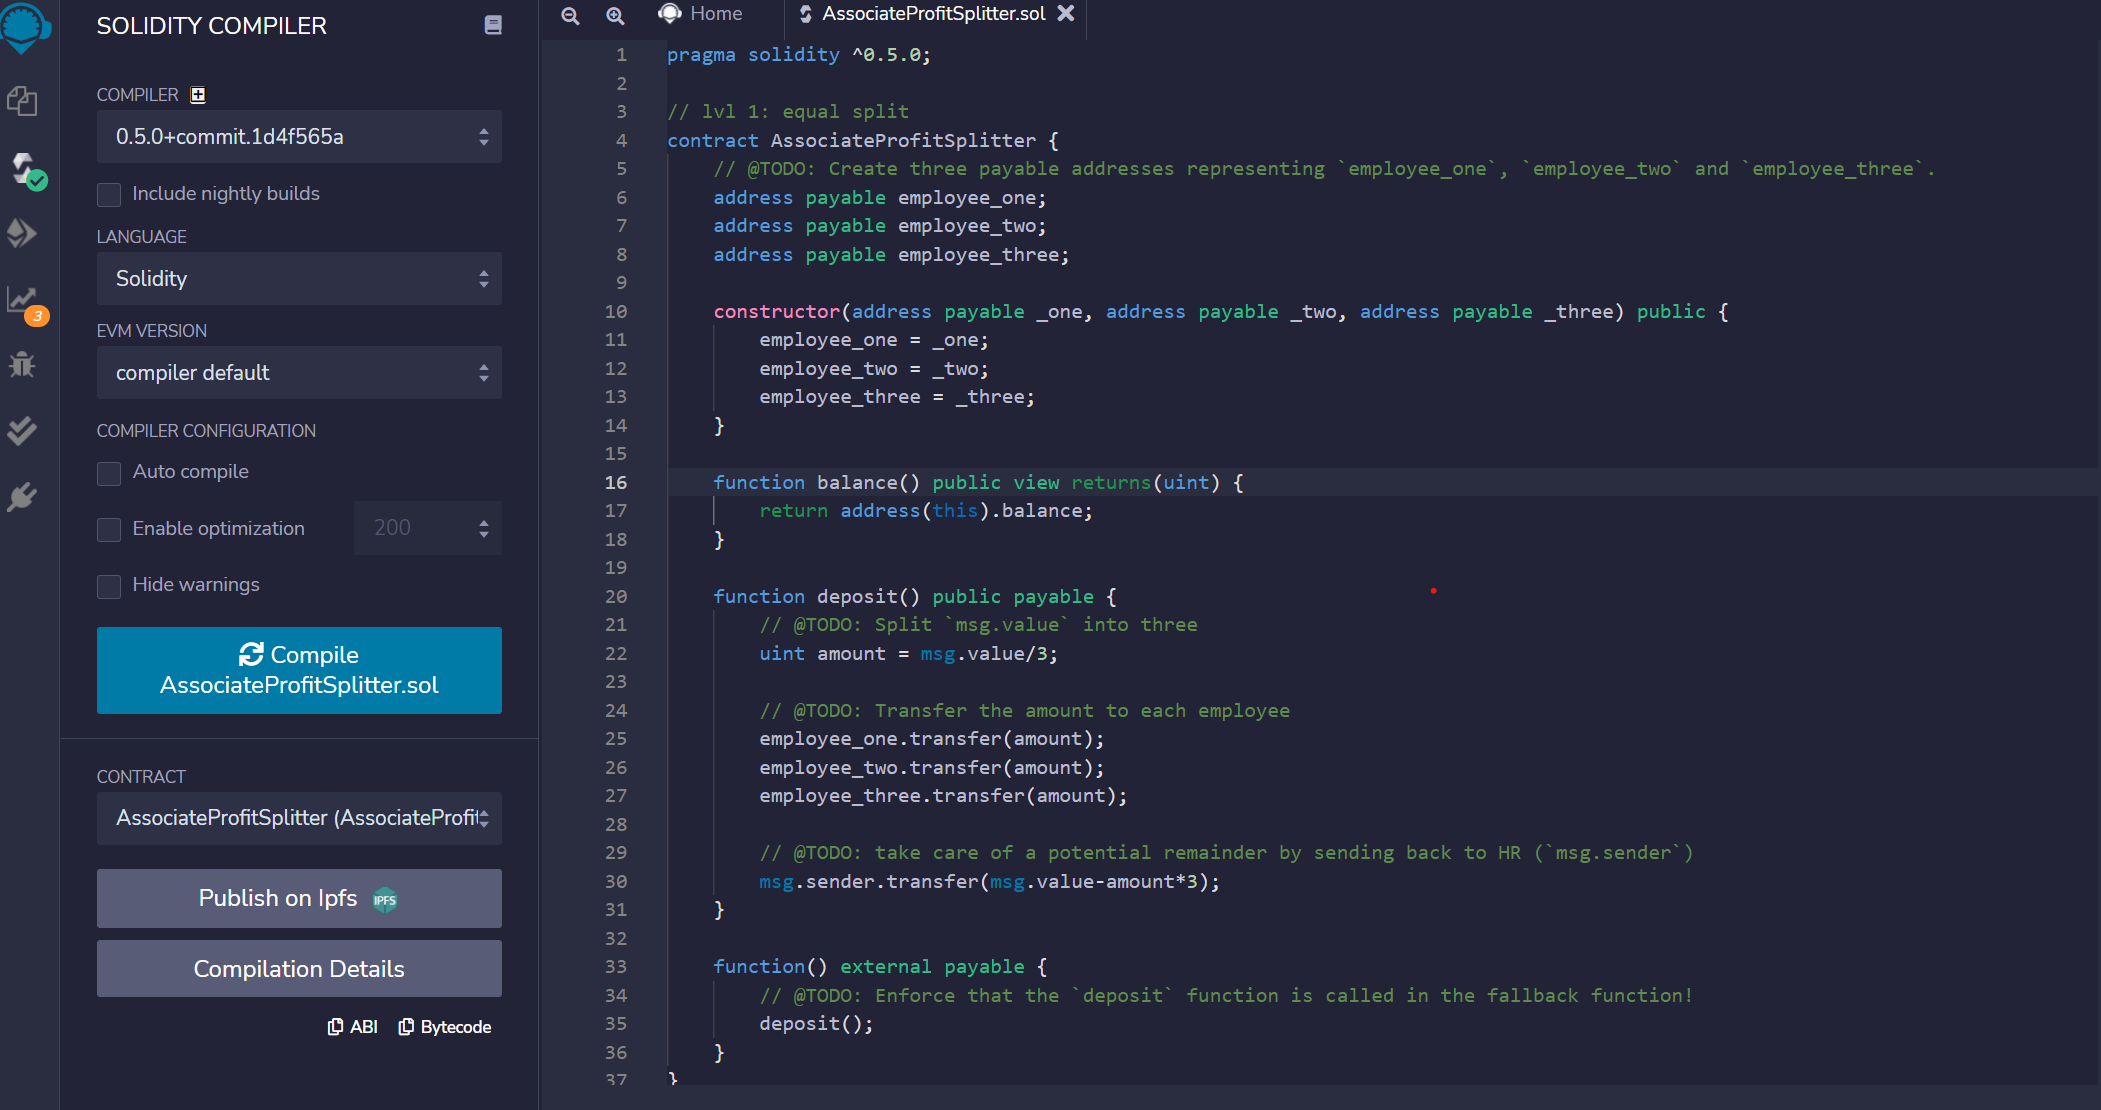 SOLIDITY COMPILER
COMPILER
0.5.0+commit.1d4f565a
Include nightly builds
LANGUAGE
Solidity
EVM VERSION
compiler default
COMPILER CONFIGURATION
Auto compile
Enable optimization 200
Hide warnings
Compile
AssociateProfitSplitter.sol
CONTRACT
AssociateProfitSplitter (AssociateProfit
Publish on Ipfs IPFS
Compilation Details
ABI Bytecode
3
Home AssociateProfitSplitter.sol
1 pragma solidity ^0.5.0;
2
3 // lvl 1: equal split
4 contract AssociateProfitSplitter {
5     // @TODO: Create three payable addresses representing `employee_one`, `employee_two` and `employee_three`.
6     address payable employee_one;
7     address payable employee_two;
8     address payable employee_three;
9
10     constructor(address payable _one, address payable _two, address payable _three) public {
11         employee_one = _one;
12         employee_two = _two;
13         employee_three = _three;
14     }
15
16     function balance() public view returns(uint) {
17         return address(this).balance;
18     }
19
20     function deposit() public payable {
21         // @TODO: Split `msg.value` into three
22         uint amount = msg.value/3;
23
24         // @TODO: Transfer the amount to each employee
25         employee_one.transfer(amount);
26         employee_two.transfer(amount);
27         employee_three.transfer(amount);
28
29         // @TODO: take care of a potential remainder by sending back to HR (`msg.sender`)
30         msg.sender.transfer(msg.value-amount*3);
31     }
32
33     function() external payable {
34         // @TODO: Enforce that the `deposit` function is called in the fallback function!
35         deposit();
36     }
37 }